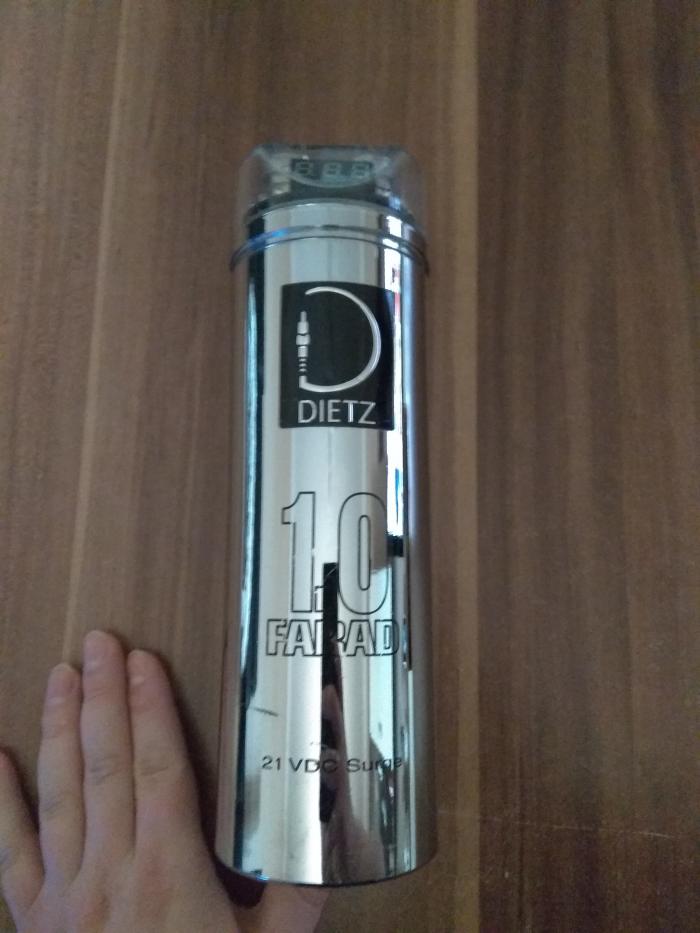 DIETZ
1.0
FARAD
21 VDC Surge